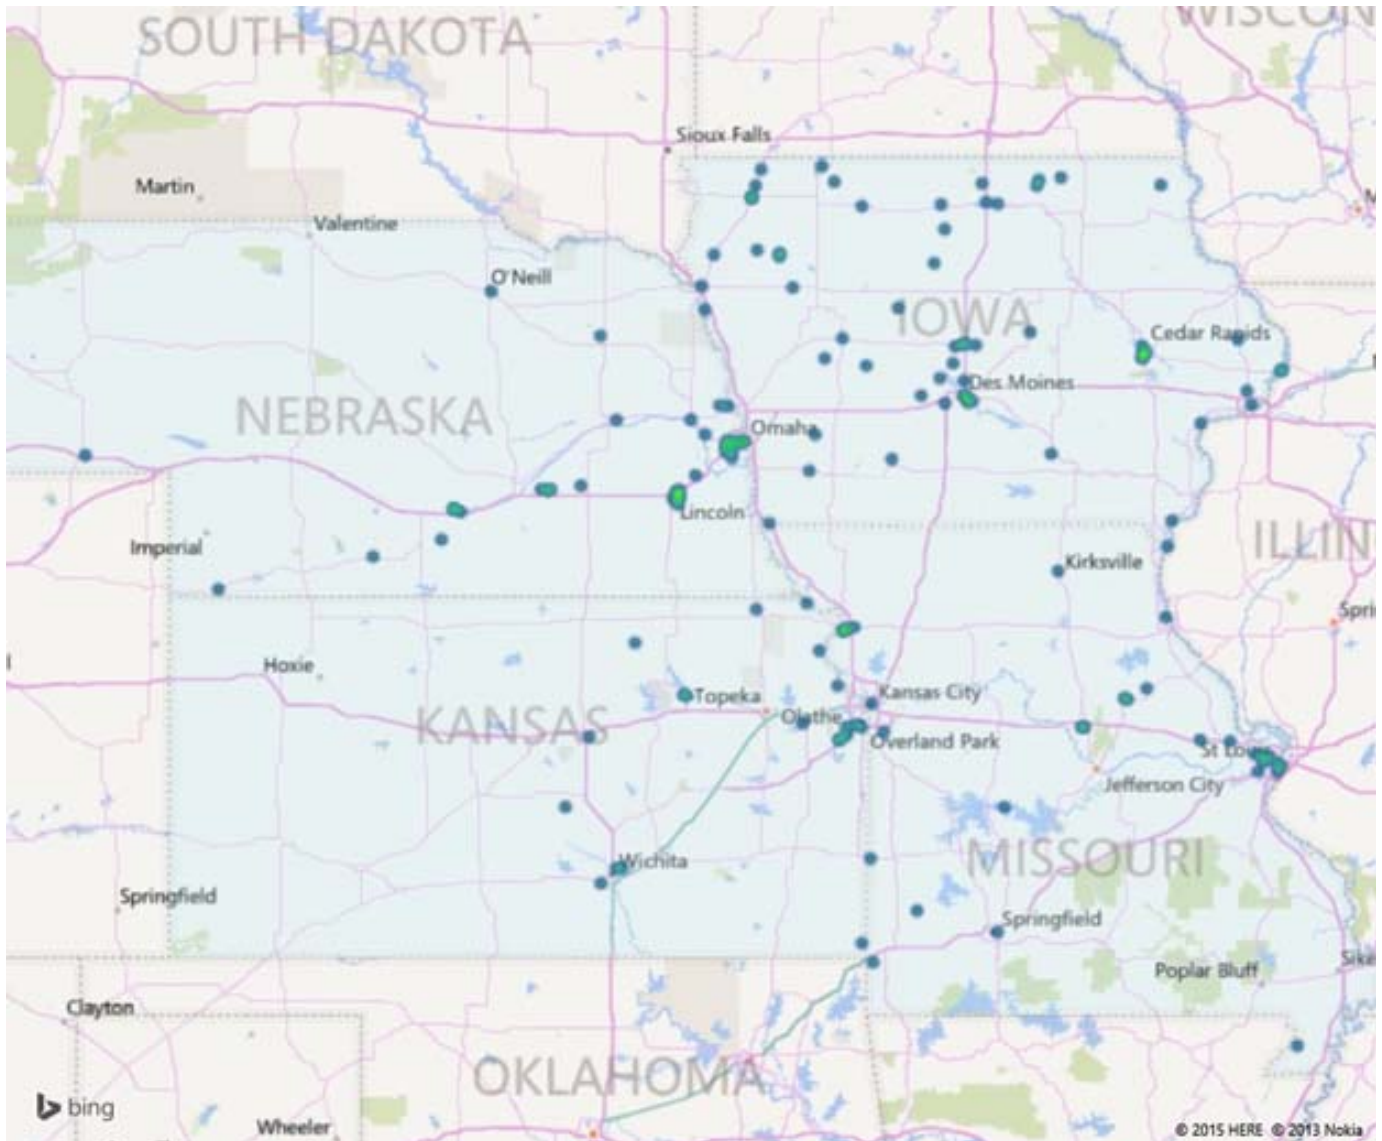 SOUTH DAKOTA
WISCON
Sioux Falls
Martin
Valentine
O'Neill
IOWA
Cedar Rapids
Des Moines
NEBRASKA
Omaha
Lincoln
Imperial
Kirksville
ILLIN
Spri
Hoxie
Topeka
Kansas City
KANSAS
Olathe
Overland Park
St Louis
Jefferson City
MISSOURI
Wichita
Springfield
Springfield
Poplar Bluff
Sike
Clayton
OKLAHOMA
bing
Wheeler
© 2015 HERE © 2013 Nokia